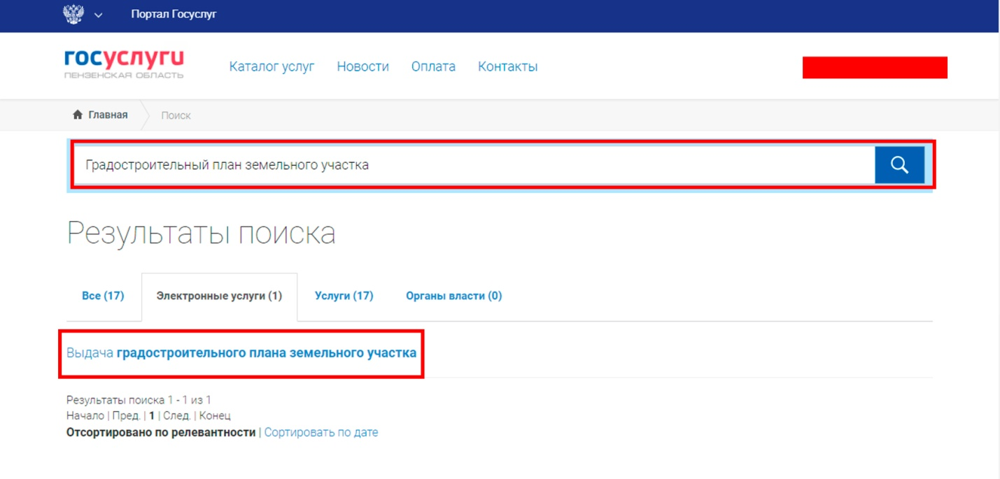 Портал Госуслуг
госуслуги
ПЕНЗЕНСКАЯ ОБЛАСТЬ
Каталог услуг Новости Оплата Контакты
Главная Поиск
Градостроительный план земельного участка
Результаты поиска
Все (17) Электронные услуги (1) Услуги (17) Органы власти (0)
Выдача градостроительного плана земельного участка
Результаты поиска 1 - 1 из 1
Начало | Пред. | 1 | След. | Конец
Отсортировано по релевантности | Сортировать по дате